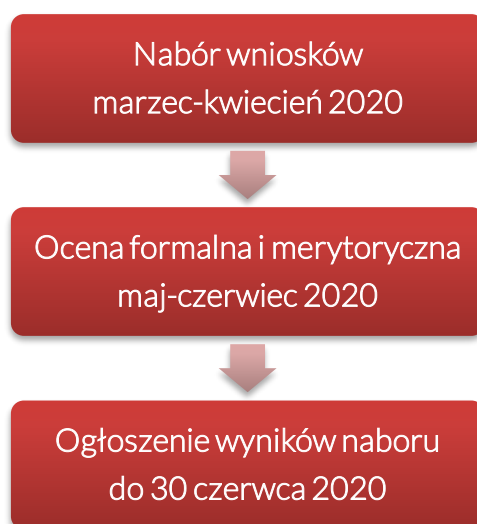 Nabór wniosków
marzec-kwiecień 2020
Ocena formalna i merytoryczna
maj-czerwiec 2020
Ogłoszenie wyników naboru
do 30 czerwca 2020